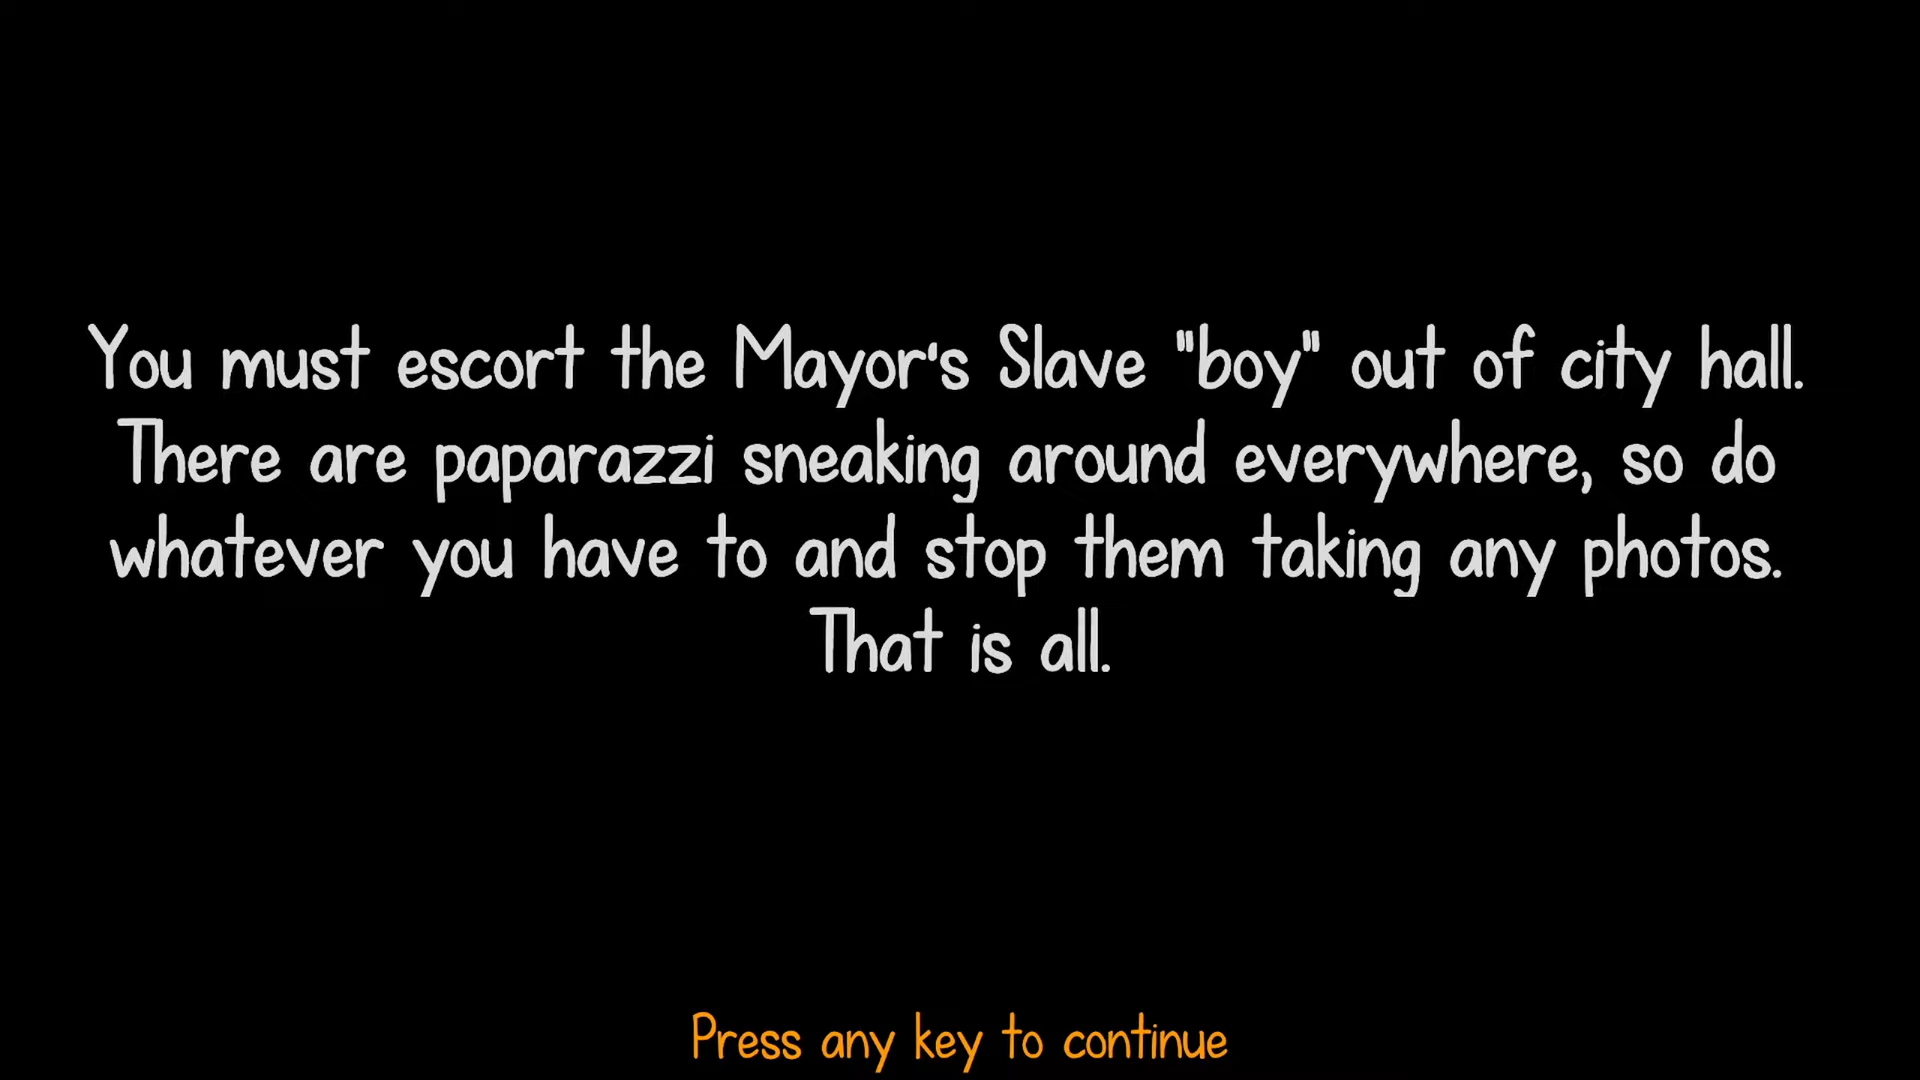 You must escort the Mayor's Slave "boy" out of city hall.
There are paparazzi sneaking around everywhere, so do
whatever you have to and stop them taking any photos.
That is all.
Press any key to continue